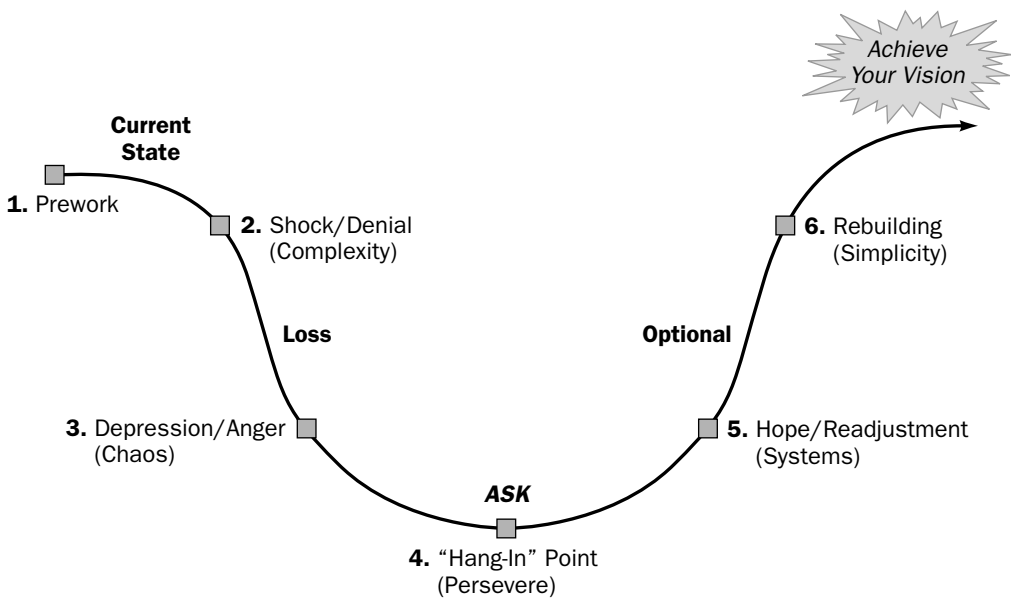 Achieve
Your Vision
Current
State
1. Prework
2. Shock/Denial
(Complexity)
6. Rebuilding
(Simplicity)
Loss
Optional
3. Depression/Anger
(Chaos)
5. Hope/Readjustment
(Systems)
ASK
4. “Hang-In” Point
(Persevere)